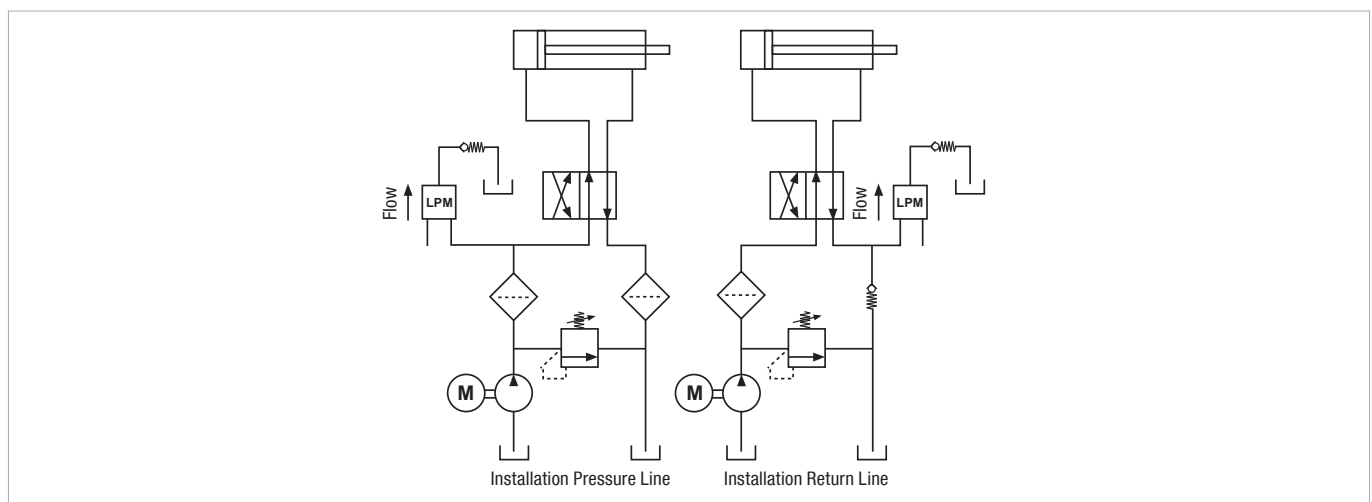 Flow
LPM
Flow
LPM
M
M
Installation Pressure Line
Installation Return Line